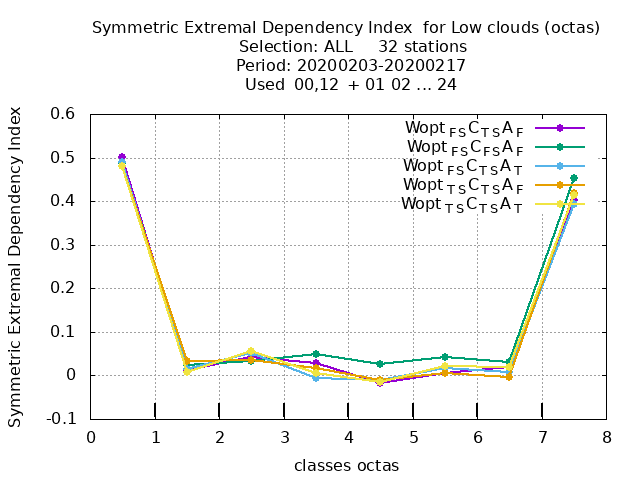 Symmetric Extremal Dependency Index for Low clouds (octas)
Selection: ALL 32 stations
Period: 20200203-20200217
Used 00,12 + 01 02 ... 24
Symmetric Extremal Dependency Index
0.6
0.5
0.4
0.3
0.2
0.1
0
-0.1
Wopt FS C TS A F
Wopt FS C FS A F
Wopt FS C TS A T
Wopt TS C TS A F
Wopt TS C TS A T
0 1 2 3 4 5 6 7 8
classes octas